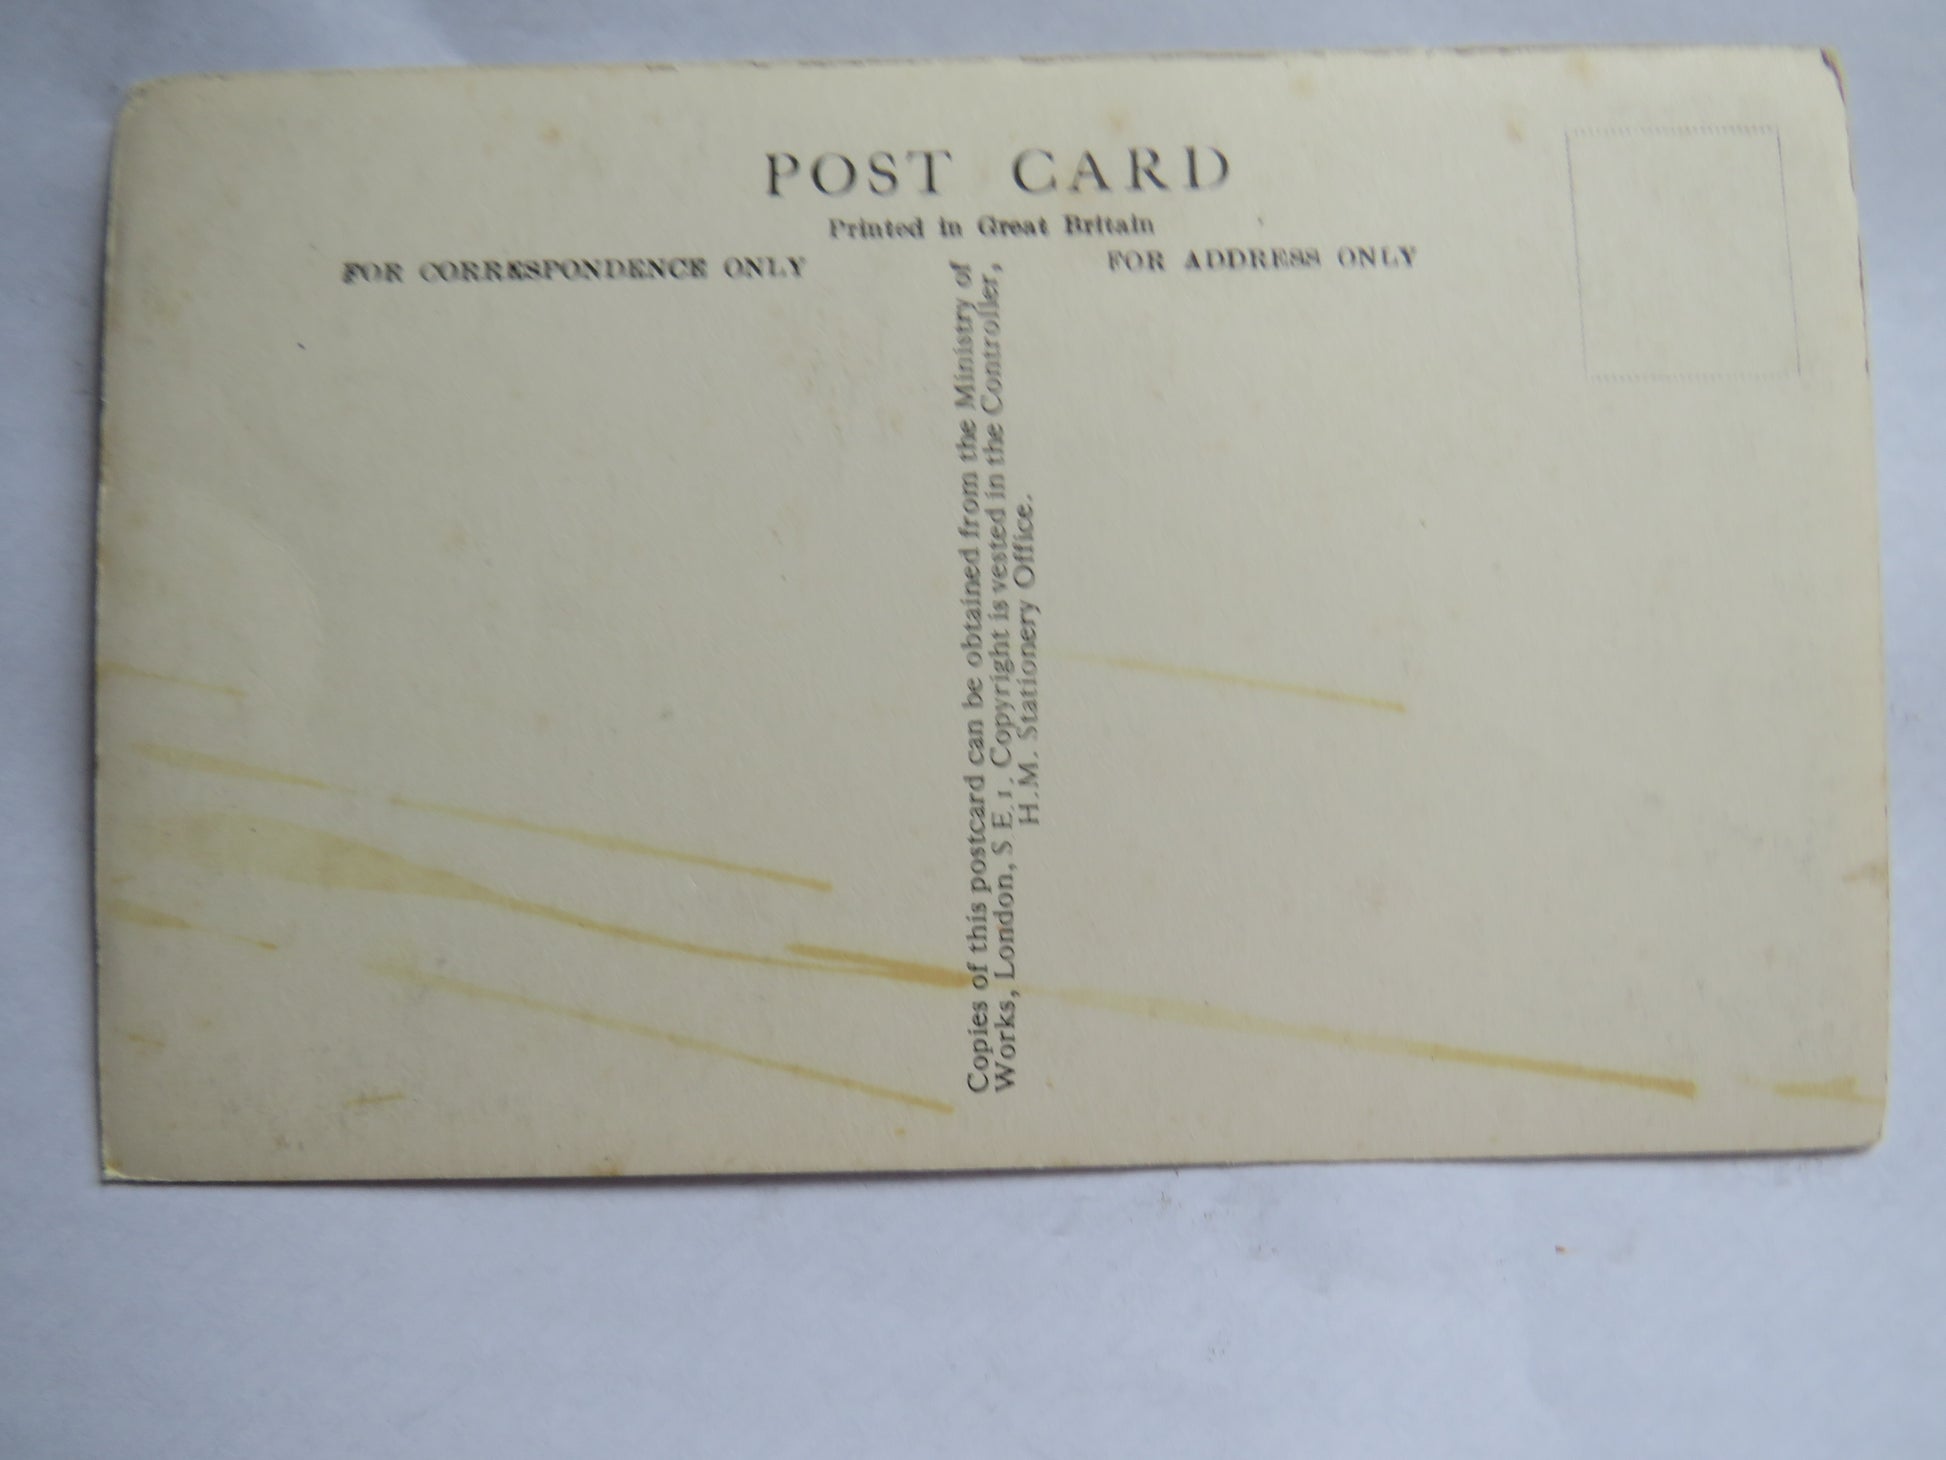 POST CARD
Printed in Great Britain
FOR CORRESPONDENCE ONLY
FOR ADDRESS ONLY
Copies of this postcard can be obtained from the Ministry of
Works, London, S E.1. Copyright is vested in the Controller,
H.M. Stationery Office.